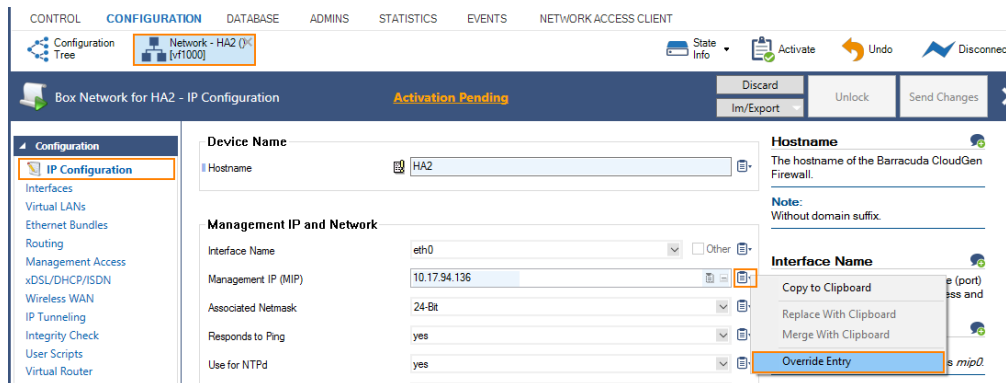 CONTROL CONFIGURATION DATABASE ADMINS STATISTICS EVENTS NETWORK ACCESS CLIENT
Configuration Tree
Network - HA2 ()
[vf1000]
State Info
Activate
Undo
Disconnec
Box Network for HA2 - IP Configuration
Activation Pending
Discard
Im/Export
Unlock
Send Changes
Configuration
IP Configuration
Interfaces
Virtual LANs
Ethernet Bundles
Routing
Management Access
xDSL/DHCP/ISDN
Wireless WAN
IP Tunneling
Integrity Check
User Scripts
Virtual Router
Device Name
Hostname HA2
Management IP and Network
Interface Name eth0 Other
Management IP (MIP) 10.17.94.136
Associated Netmask 24-Bit
Responds to Ping yes
Use for NTPd yes
Hostname
The hostname of the Barracuda CloudGen
Firewall.
Note:
Without domain suffix.
Interface Name
e (port)
ess and
s mip0.
Copy to Clipboard
Replace With Clipboard
Merge With Clipboard
Override Entry